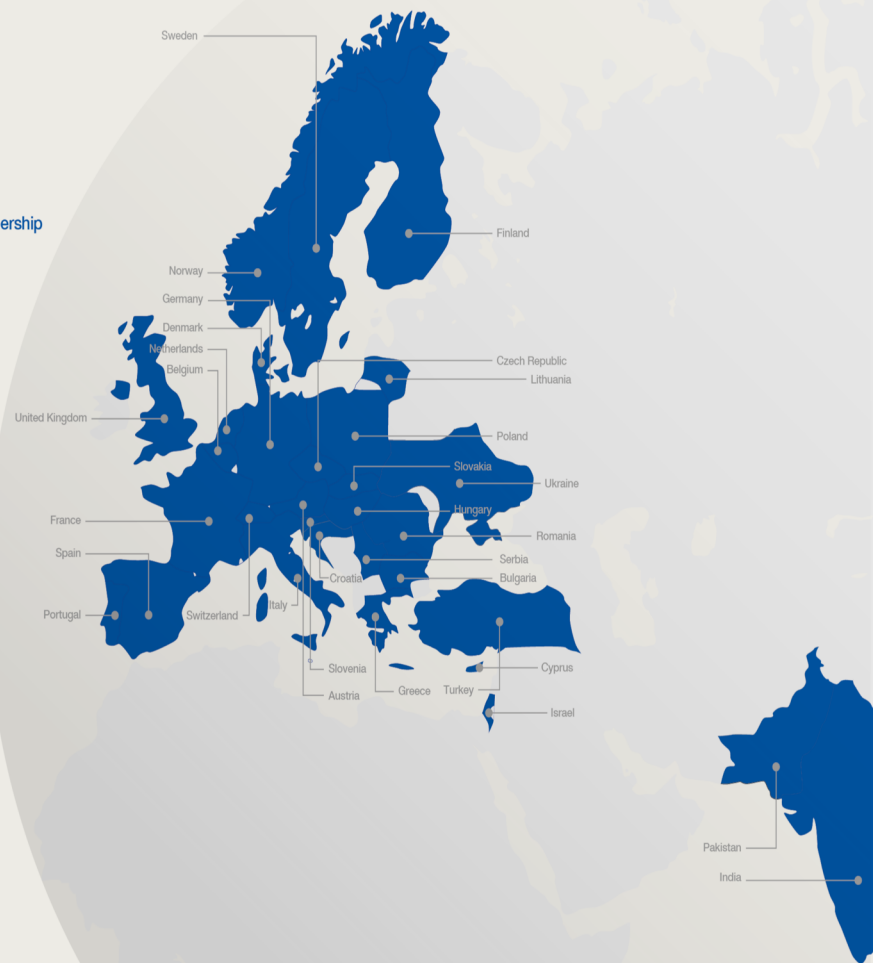 Sweden
ership
Finland
Norway
Germany
Denmark
Netherlands
Czech Republic
Belgium
Lithuania
United Kingdom
Poland
Slovakia
Ukraine
Hungary
France
Romania
Spain
Serbia
Croatia
Bulgaria
Italy
Portugal
Switzerland
Slovenia
Cyprus
Austria
Greece
Turkey
Israel
Pakistan
India